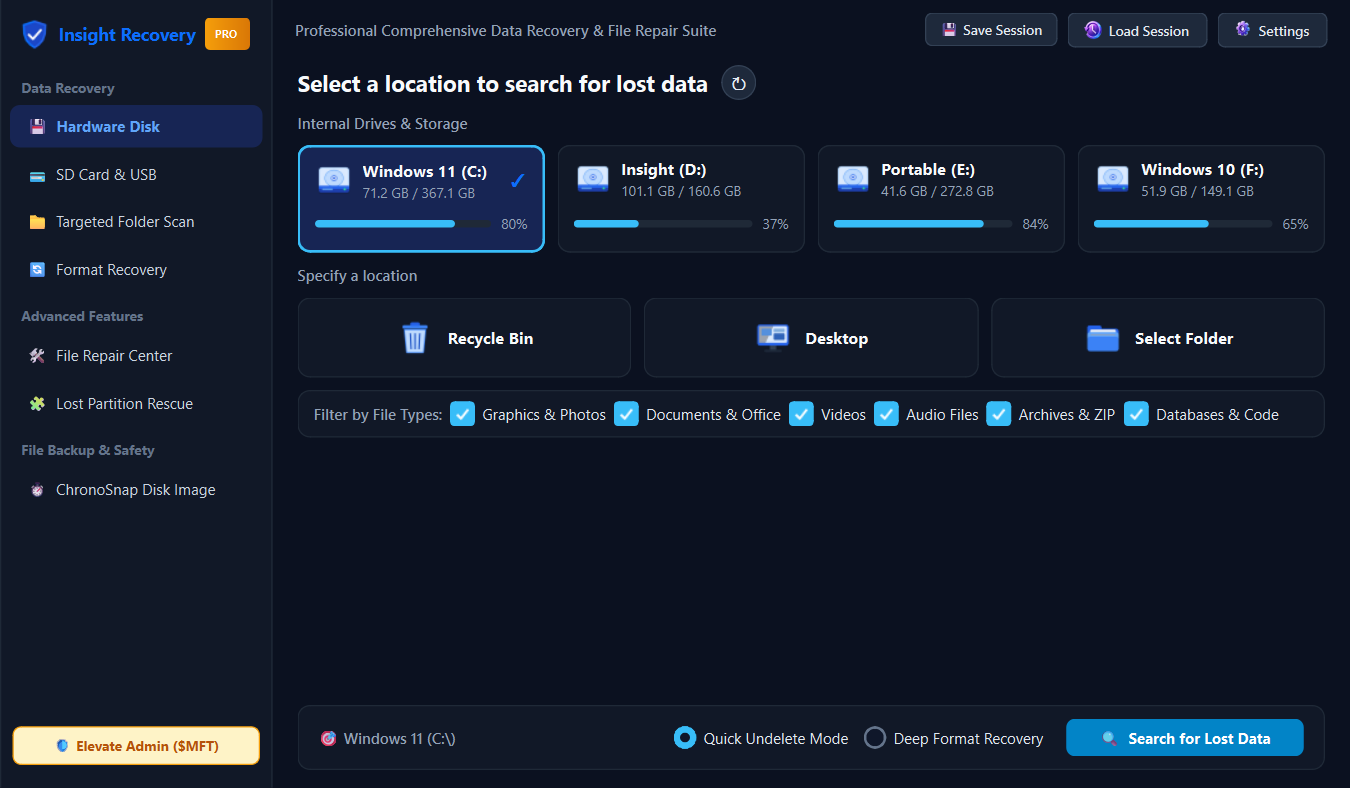 Insight Recovery PRO
Data Recovery
Hardware Disk
SD Card & USB
Targeted Folder Scan
Format Recovery
Advanced Features
File Repair Center
Lost Partition Rescue
File Backup & Safety
ChronoSnap Disk Image
Elevate Admin ($MFT)
Professional Comprehensive Data Recovery & File Repair Suite
Save Session
Load Session
Settings
Select a location to search for lost data
Internal Drives & Storage
Windows 11 (C:)
71.2 GB / 367.1 GB
80%
Insight (D:)
101.1 GB / 160.6 GB
37%
Portable (E:)
41.6 GB / 272.8 GB
84%
Windows 10 (F:)
51.9 GB / 149.1 GB
65%
Specify a location
Recycle Bin
Desktop
Select Folder
Filter by File Types: Graphics & Photos Documents & Office Videos Audio Files Archives & ZIP Databases & Code
Windows 11 (C:\)
Quick Undelete Mode
Deep Format Recovery
Search for Lost Data